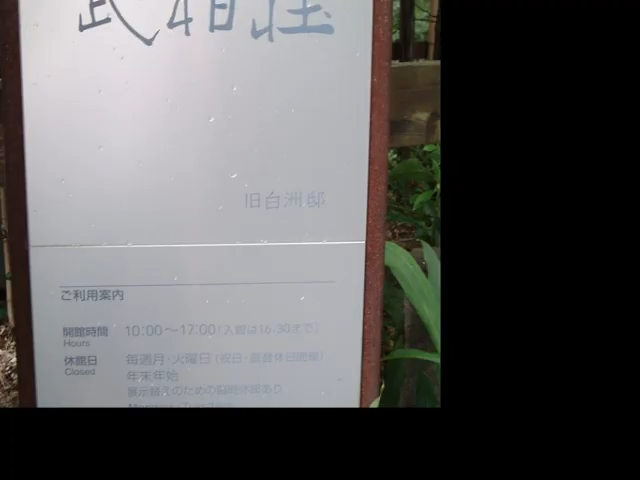 武相荘
旧白洲邸
ご利用案内
開館時間 10:00～17:00(入館は16:30まで)
Hours
休館日 毎週月・火曜日(祝日・振替休日開館)
Closed
年末年始
展示替えのための臨時休館あり